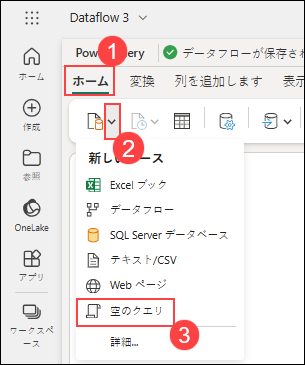 Dataflow 3
Power Query
データフローが保存され
1
ホーム
ホーム
変換
列を追加します
表示
作成
2
新しいソース
参照
Excel ブック
データフロー
OneLake
SQL Server データベース
テキスト/CSV
アプリ
Web ページ
空のクエリ
3
ワークスペ
ース
詳細...